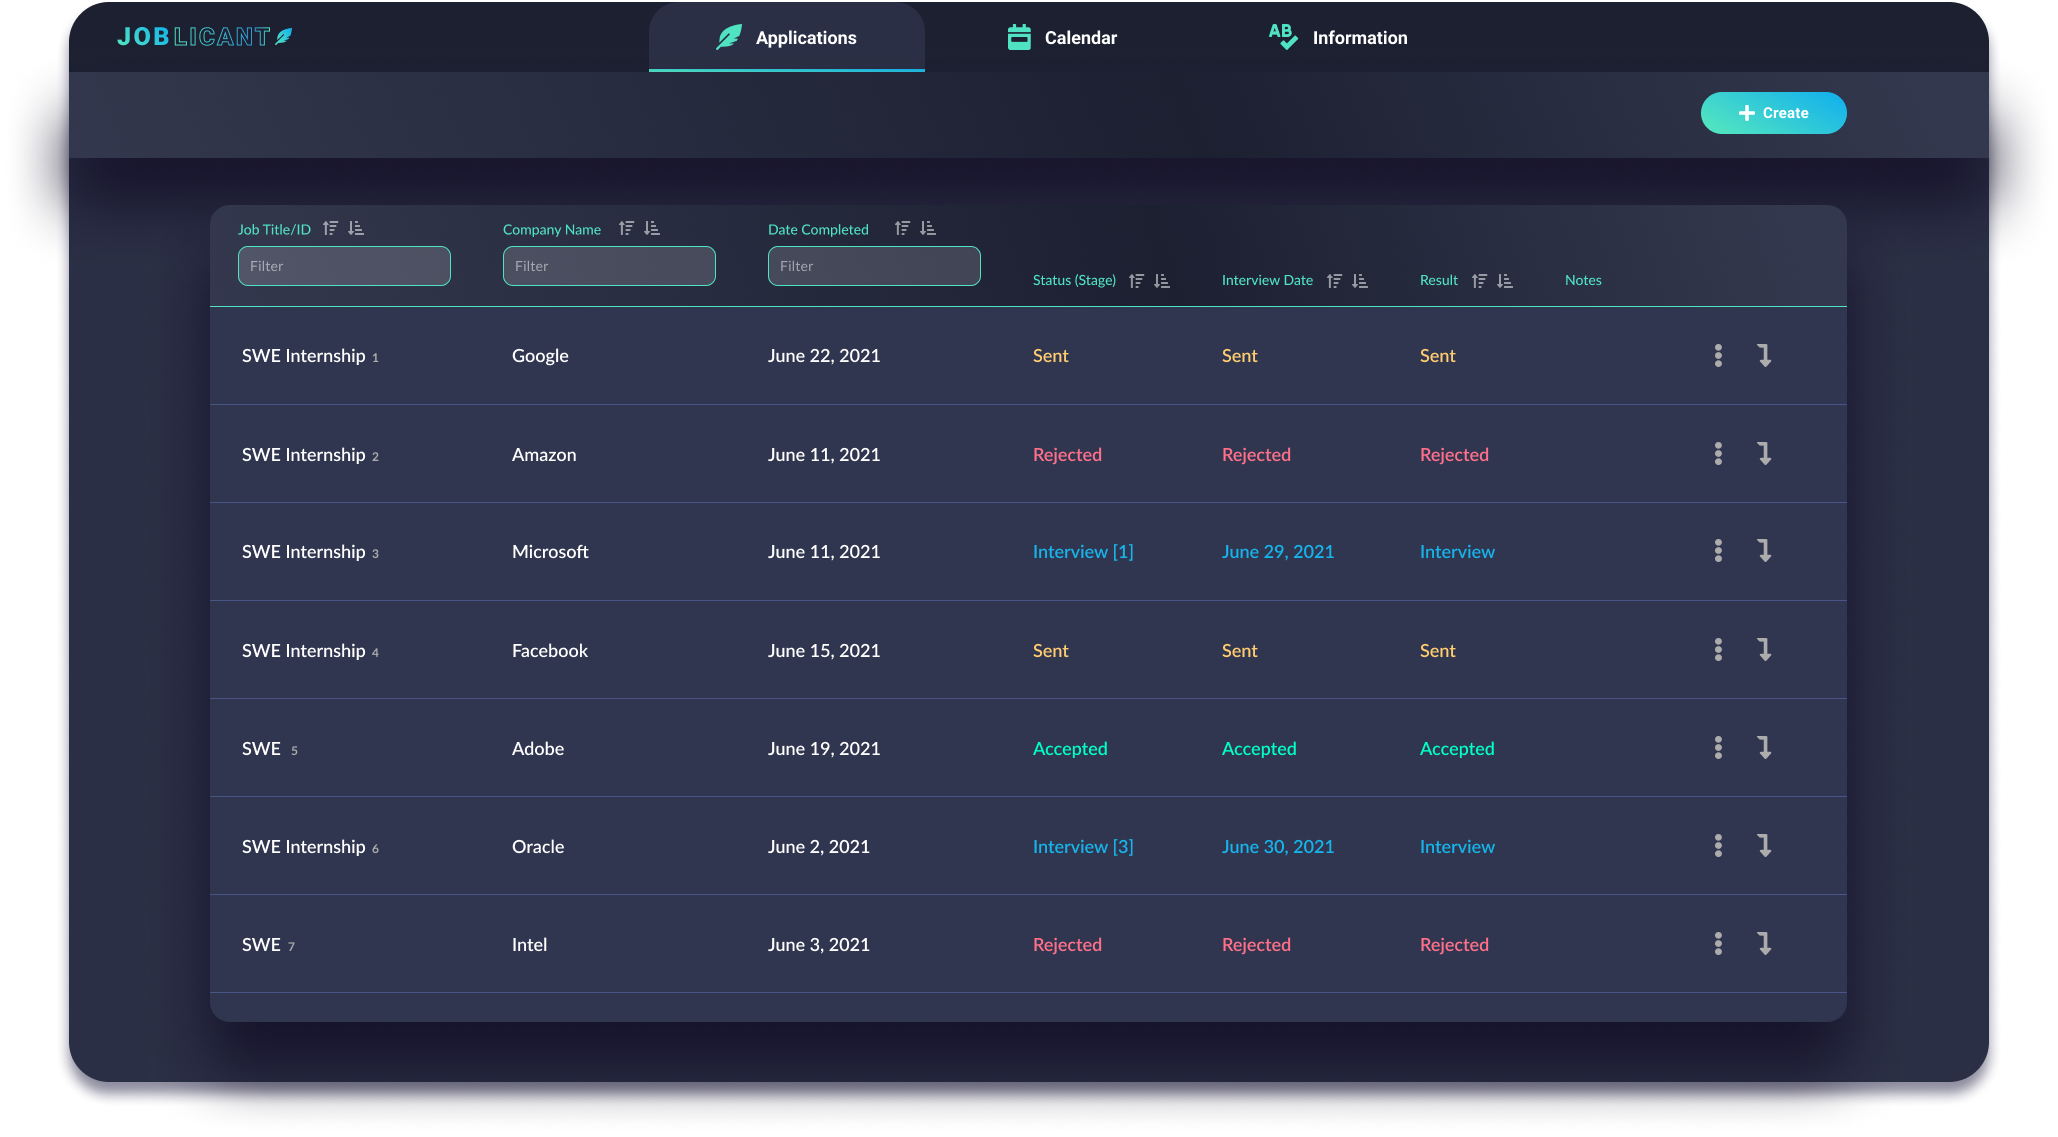 JOBLICANT Applications Calendar AB Information
Create
Job Title/ID Company Name Date Completed
Filter Filter Filter
Status (Stage) Interview Date Result Notes
SWE Internship 1 Google June 22, 2021 Sent Sent Sent
SWE Internship 2 Amazon June 11, 2021 Rejected Rejected Rejected
SWE Internship 3 Microsoft June 11, 2021 Interview [1] June 29, 2021 Interview
SWE Internship 4 Facebook June 15, 2021 Sent Sent Sent
SWE 5 Adobe June 19, 2021 Accepted Accepted Accepted
SWE Internship 6 Oracle June 2, 2021 Interview [3] June 30, 2021 Interview
SWE 7 Intel June 3, 2021 Rejected Rejected Rejected